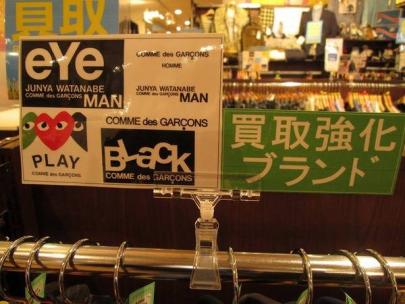 買取
eYe
JUNYA WATANABE
COMME des GARÇONS MAN
COMME des GARÇONS
HOMME
JUNYA WATANABE
COMME des GARÇONS MAN
PLAY
COMME des GARÇONS
COMME des GARÇONS
BLacK
COMME des GARÇONS
買取強化
ブランド